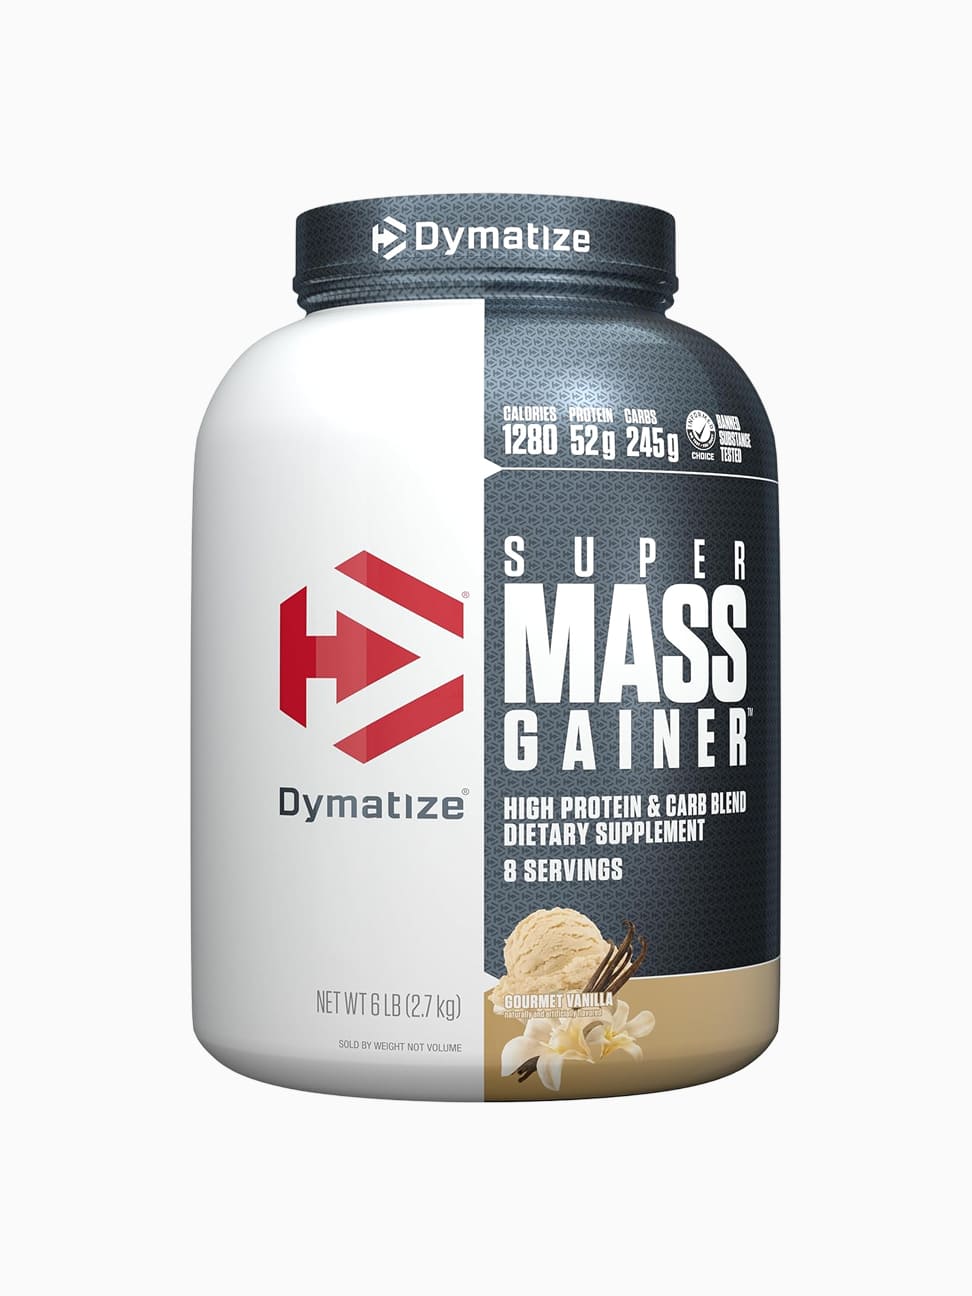 Dymatize
CALORIES PROTEIN CARBS
1280 52g 245g
CHOICE
BANNED
SUBSTANCE
TESTED
SUPER
MASS
GAINER™
HIGH PROTEIN & CARB BLEND
DIETARY SUPPLEMENT
8 SERVINGS
®
Dymatize®
GOURMET VANILLA
naturally and artificially flavored
NET WT 6 LB (2.7 kg)
SOLD BY WEIGHT NOT VOLUME